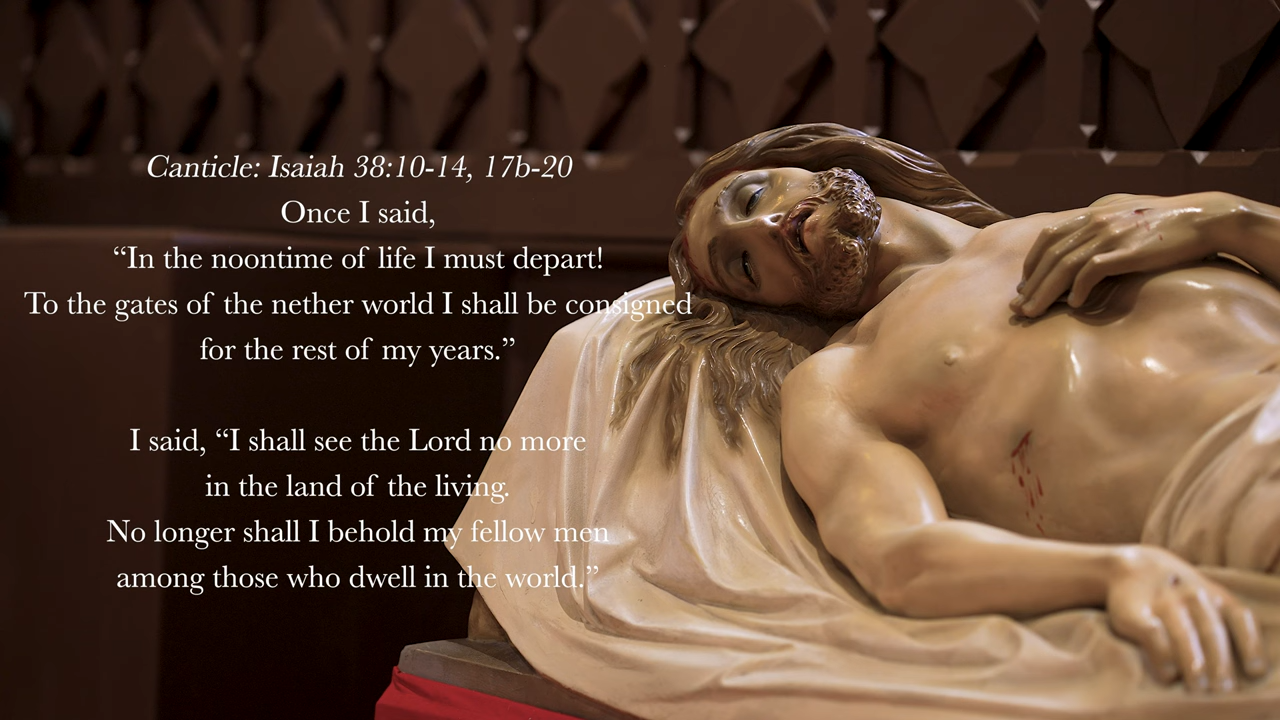 Canticle: Isaiah 38:10-14, 17b-20
Once I said,
“In the noontime of life I must depart!
To the gates of the nether world I shall be consigned
for the rest of my years.”
I said, “I shall see the Lord no more
in the land of the living.
No longer shall I behold my fellow men
among those who dwell in the world.”